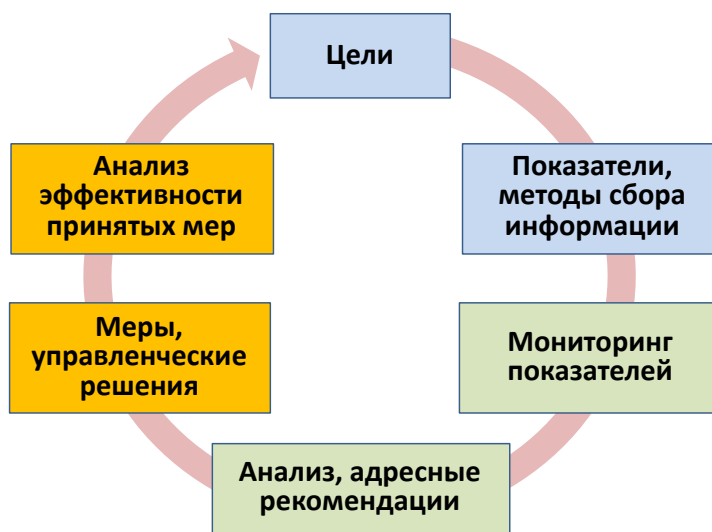 Цели
Показатели,
методы сбора
информации
Мониторинг
показателей
Анализ, адресные
рекомендации
Меры,
управленческие
решения
Анализ
эффективности
принятых мер